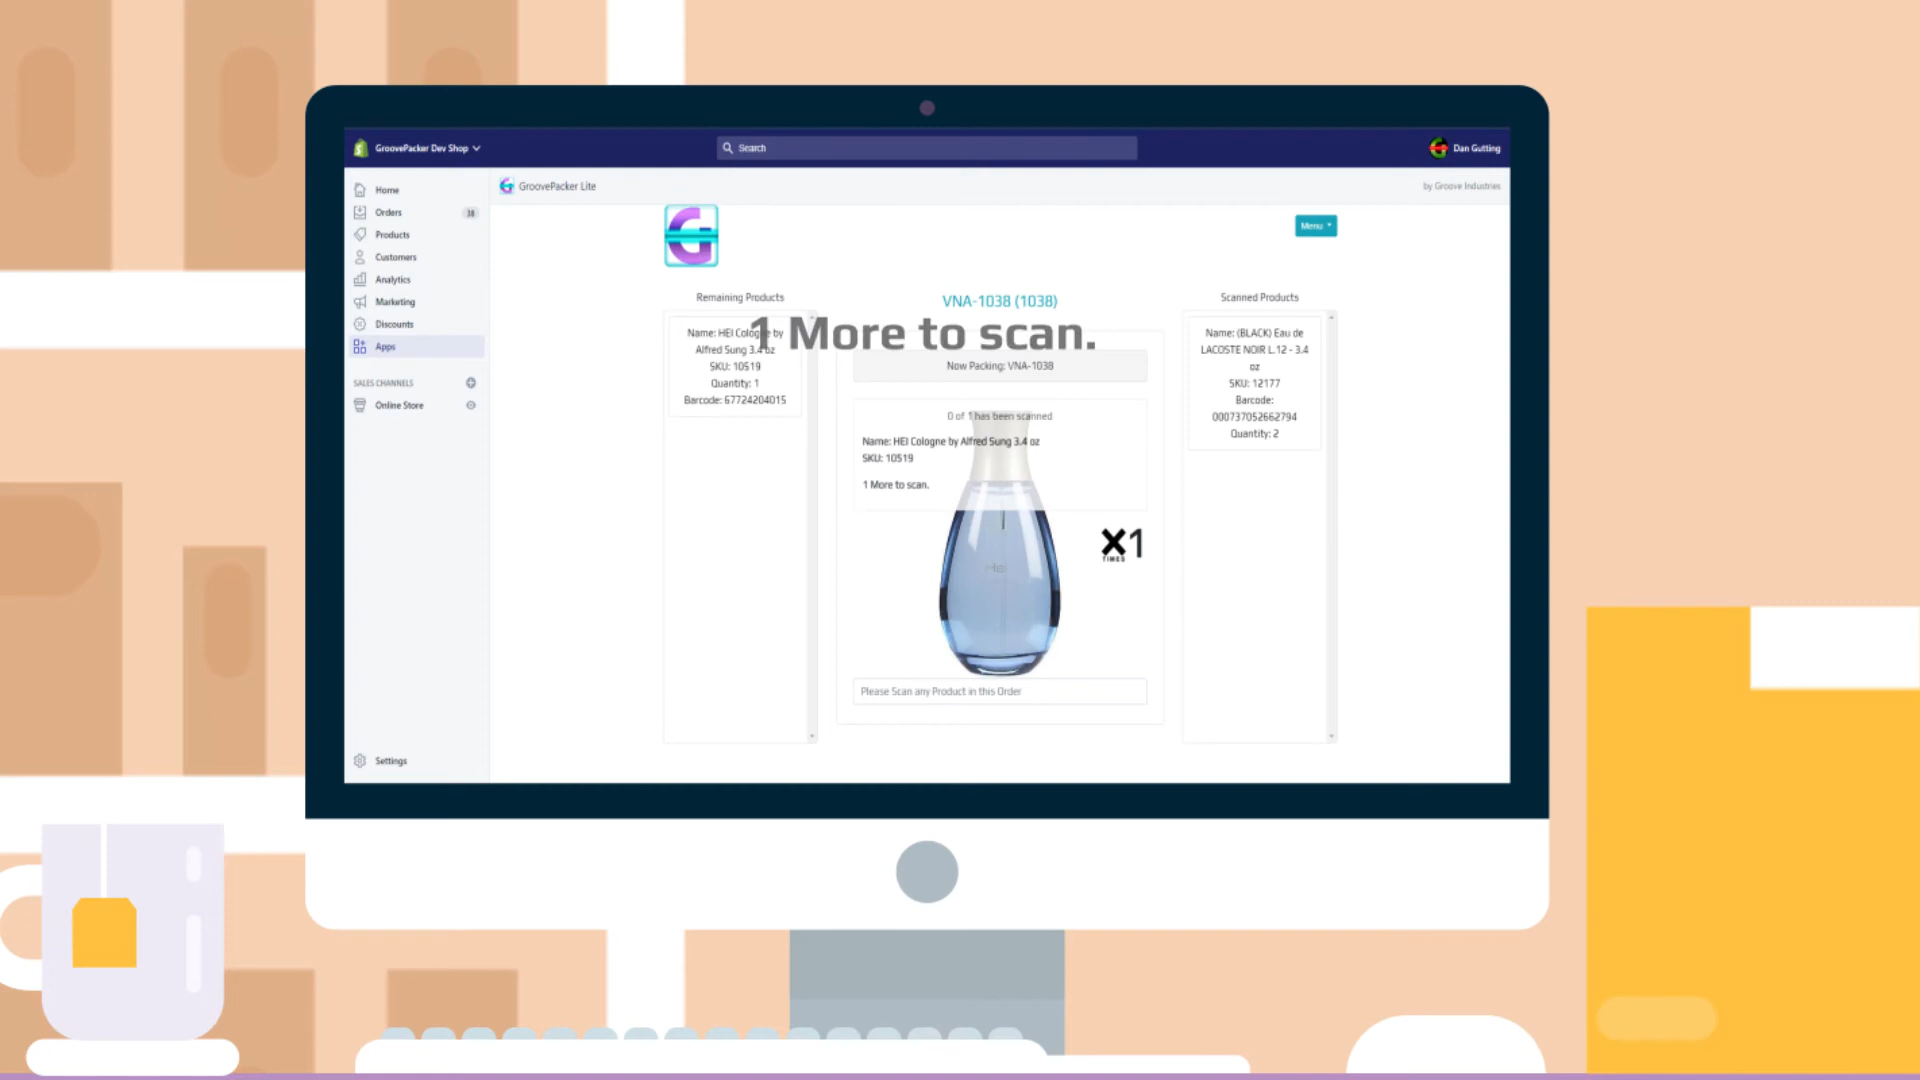 GroovePacker Dev Shop
Search
Dan Gutting
Home
Orders 38
Products
Customers
Analytics
Marketing
Discounts
Apps
SALES CHANNELS
Online Store
Settings
GroovePacker Lite
by Groove Industries
G
Menu
Remaining Products
Name: HEI Cologne by
Alfred Sung 3.4 oz
SKU: 10519
Quantity: 1
Barcode: 67724204015
VNA-1038 (1038)
1 More to scan.
Now Packing: VNA-1038
0 of 1 has been scanned
Name: HEI Cologne by Alfred Sung 3.4 oz
SKU: 10519
1 More to scan.
Hei
X1
TIMES
Please Scan any Product in this Order
Scanned Products
Name: (BLACK) Eau de
LACOSTE NOIR L.12 - 3.4
oz
SKU: 12177
Barcode:
000737052662794
Quantity: 2